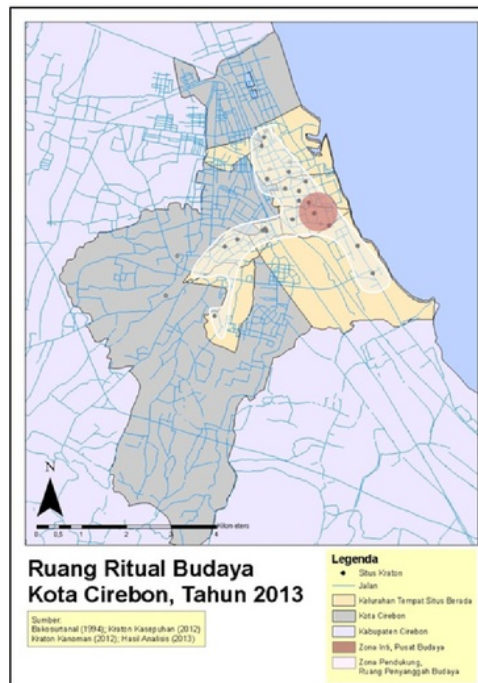 N
0 0,5 1 2 3 4
Kilometers
Ruang Ritual Budaya
Kota Cirebon, Tahun 2013
Sumber:
Bakosurtanal (1994); Kraton Kasepuhan (2012)
Kraton Kanoman (2012); Hasil Analisis (2013)
Legenda
Situs Kraton
Jalan
Kelurahan Tempat Situs Berada
Kota Cirebon
Kabupaten Cirebon
Zona Inti, Pusat Budaya
Zona Pendukung,
Ruang Penyanggah Budaya